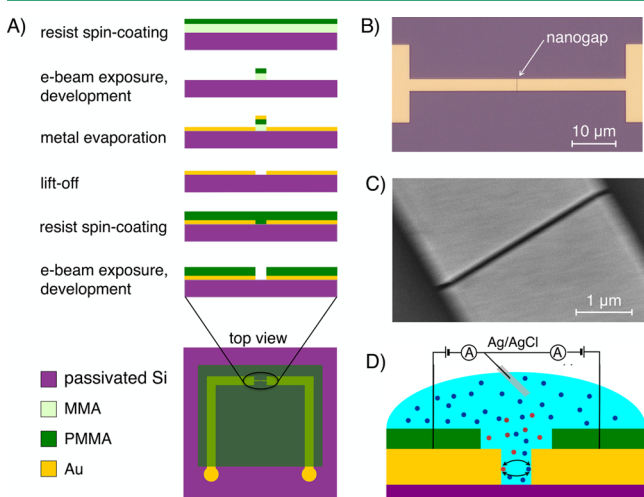 A)
resist spin-coating
e-beam exposure,
development
metal evaporation
lift-off
resist spin-coating
e-beam exposure,
development
top view
passivated Si
MMA
PMMA
Au
B)
nanogap
10 µm
C)
1 µm
D)
Ag/AgCl
A
A